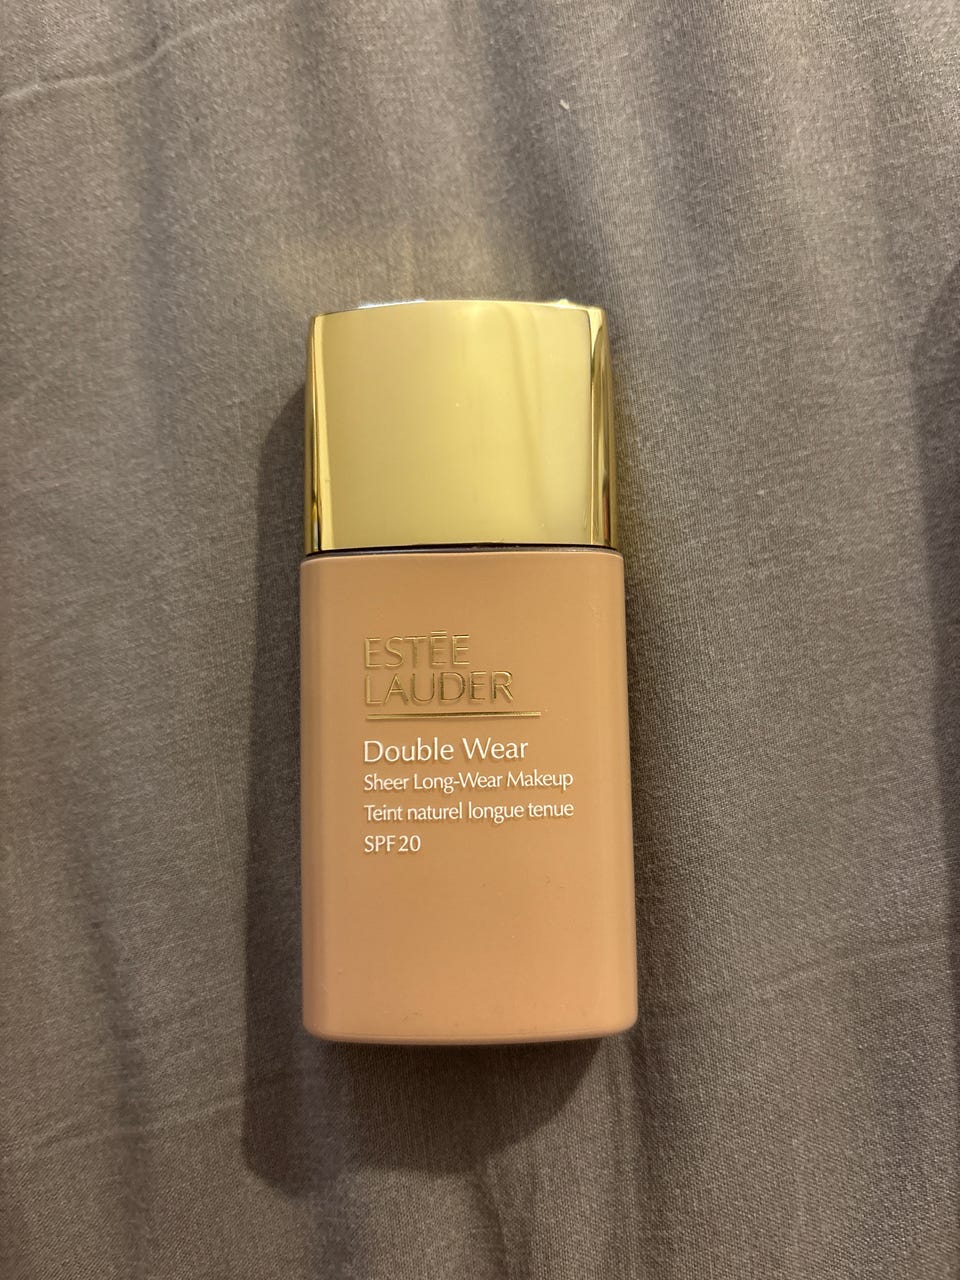 ESTĒE
LAUDER
Double Wear
Sheer Long-Wear Makeup
Teint naturel longue tenue
SPF 20